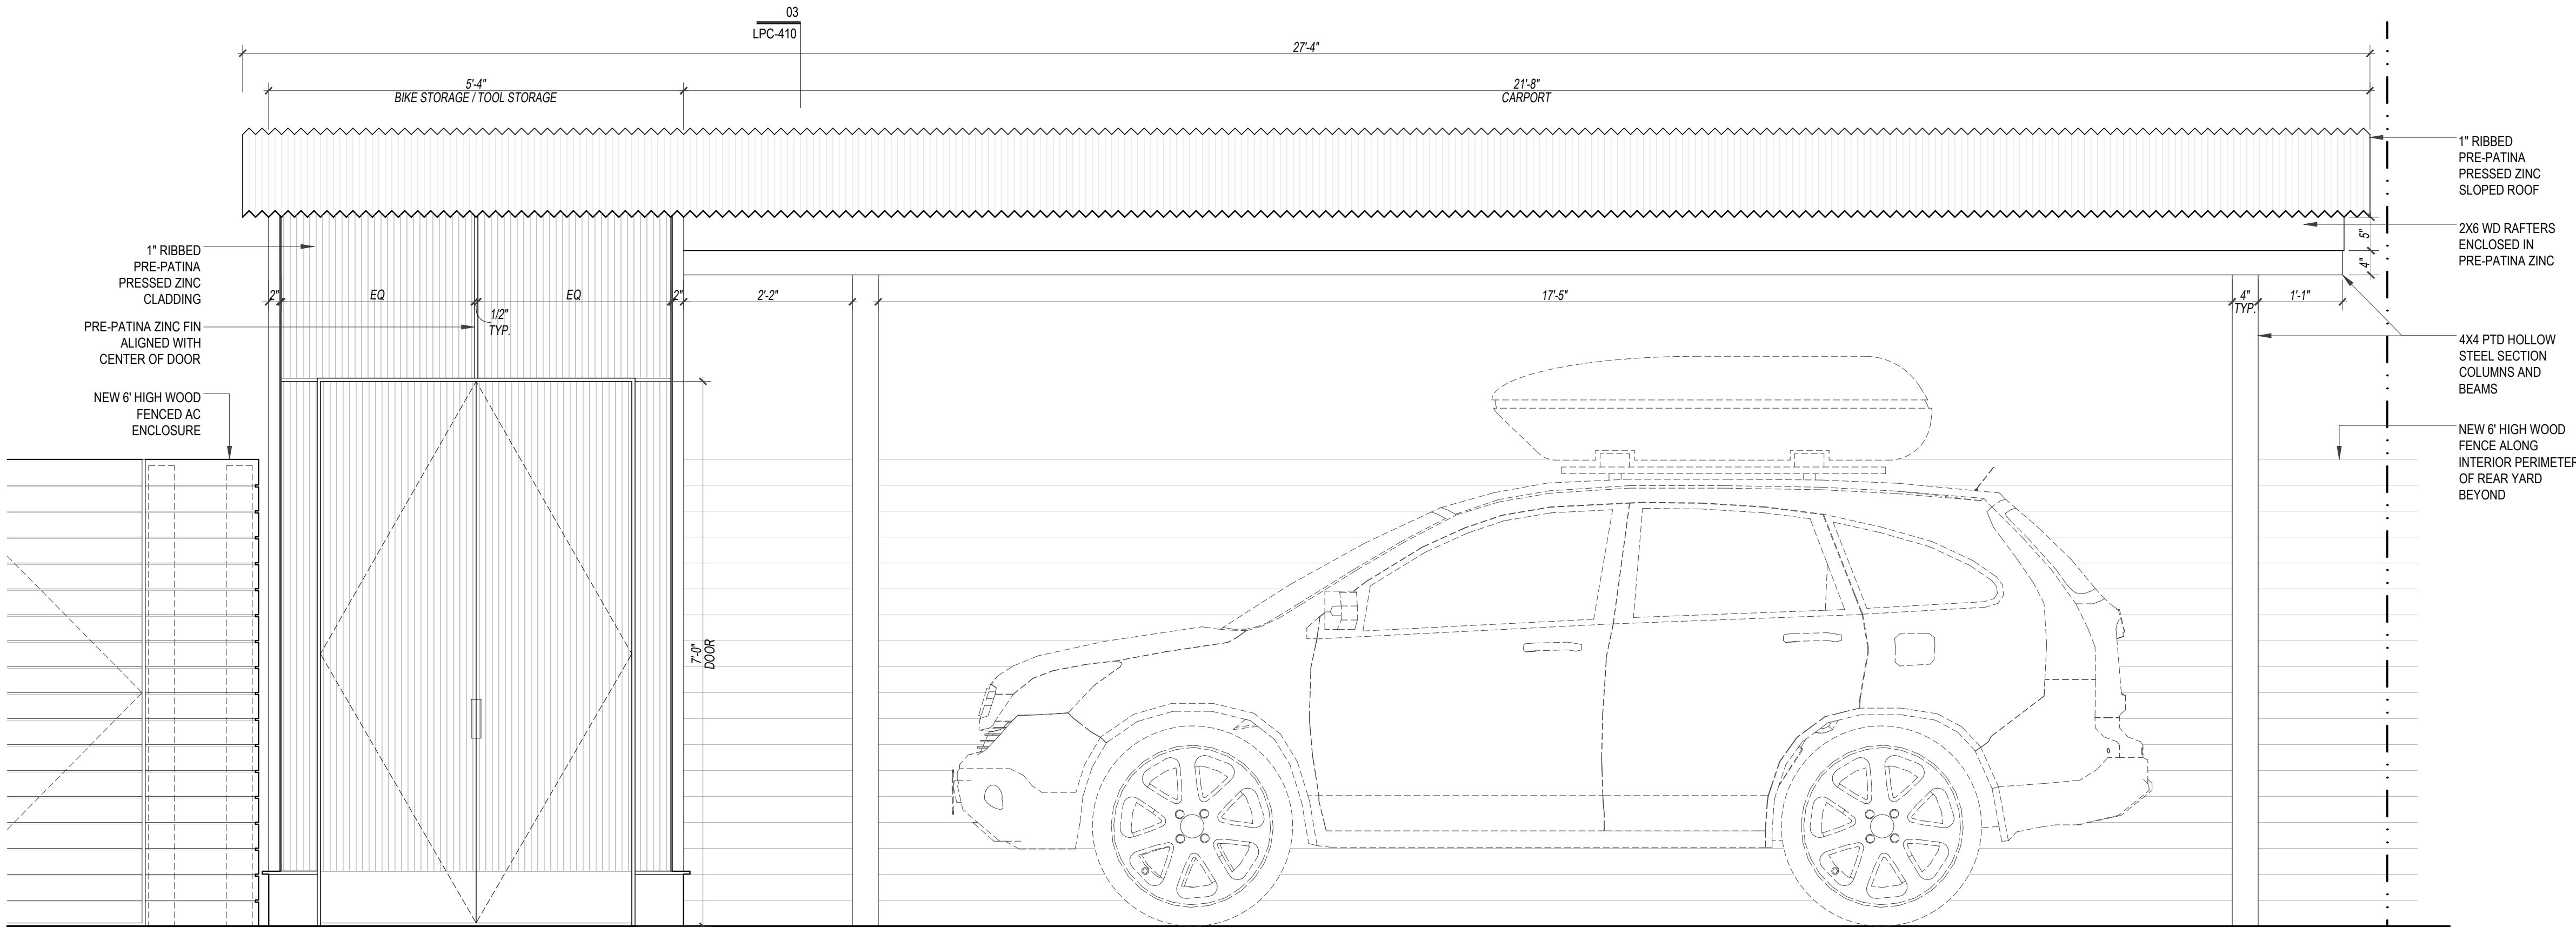 03
LPC-410
27'-4"
5'-4"
BIKE STORAGE / TOOL STORAGE
21'-8"
CARPORT
1" RIBBED
PRE-PATINA
PRESSED ZINC
SLOPED ROOF
2X6 WD RAFTERS
ENCLOSED IN
PRE-PATINA ZINC
5"
4"
1" RIBBED
PRE-PATINA
PRESSED ZINC
CLADDING
2"
EQ
EQ
2"
2'-2"
17'-5"
4"
TYP.
1'-1"
1/2"
TYP.
PRE-PATINA ZINC FIN
ALIGNED WITH
CENTER OF DOOR
4X4 PTD HOLLOW
STEEL SECTION
COLUMNS AND
BEAMS
NEW 6' HIGH WOOD
FENCED AC
ENCLOSURE
NEW 6' HIGH WOOD
FENCE ALONG
INTERIOR PERIMETER
OF REAR YARD
BEYOND
7'-0"
DOOR